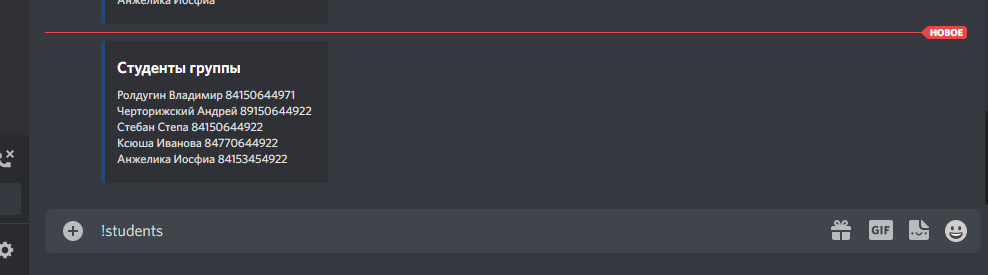 Анжелика Иосфиа
НОВОЕ
Студенты группы
Ролдугин Владимир 84150644971
Черторижский Андрей 89150644922
Стебан Степа 84150644922
Ксюша Иванова 84770644922
Анжелика Иосфиа 84153454922
!students
GIF